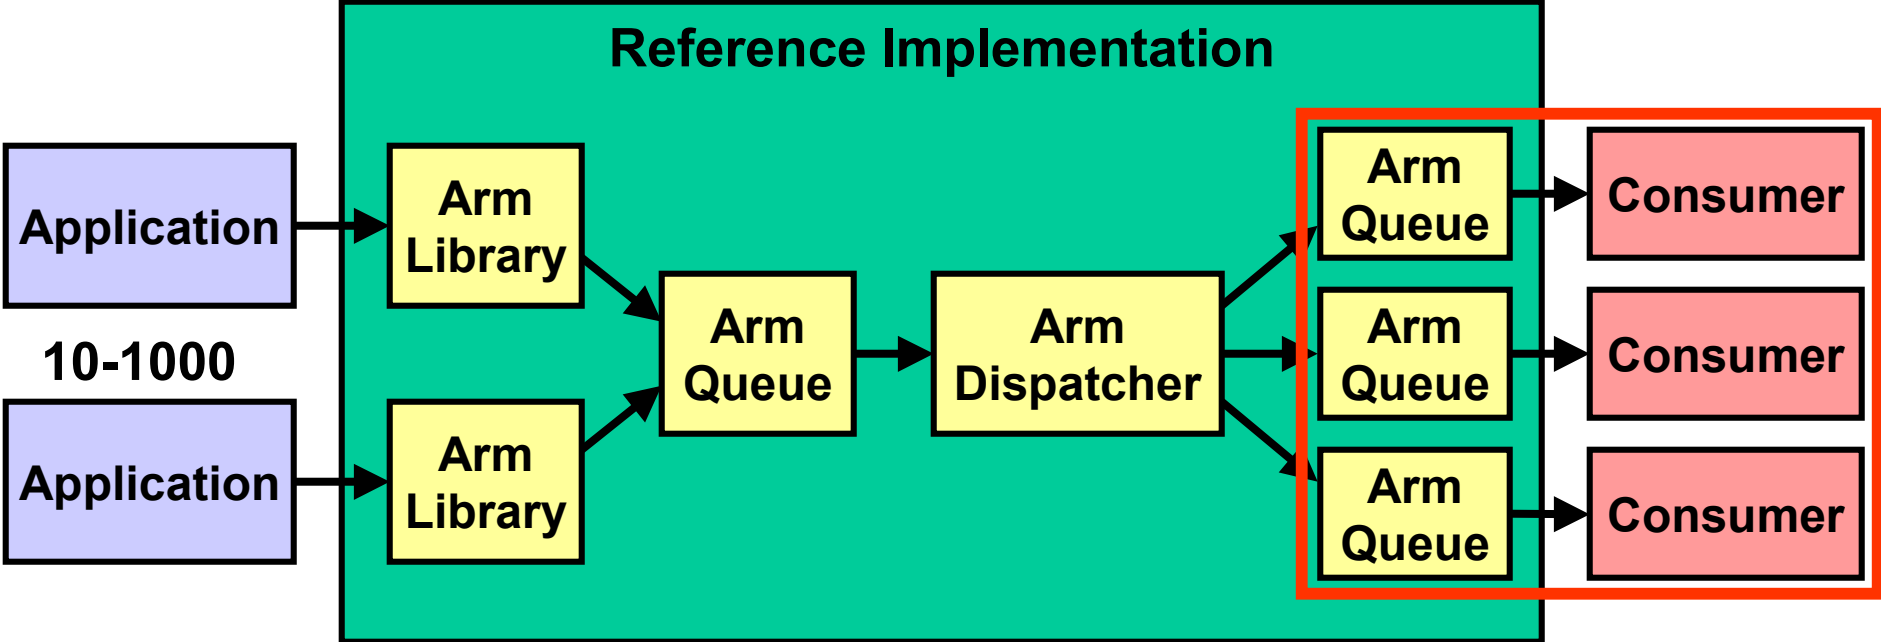 Reference Implementation
Application
10-1000
Application
Arm
Library
Arm
Library
Arm
Queue
Arm
Dispatcher
Arm
Queue
Arm
Queue
Arm
Queue
Consumer
Consumer
Consumer